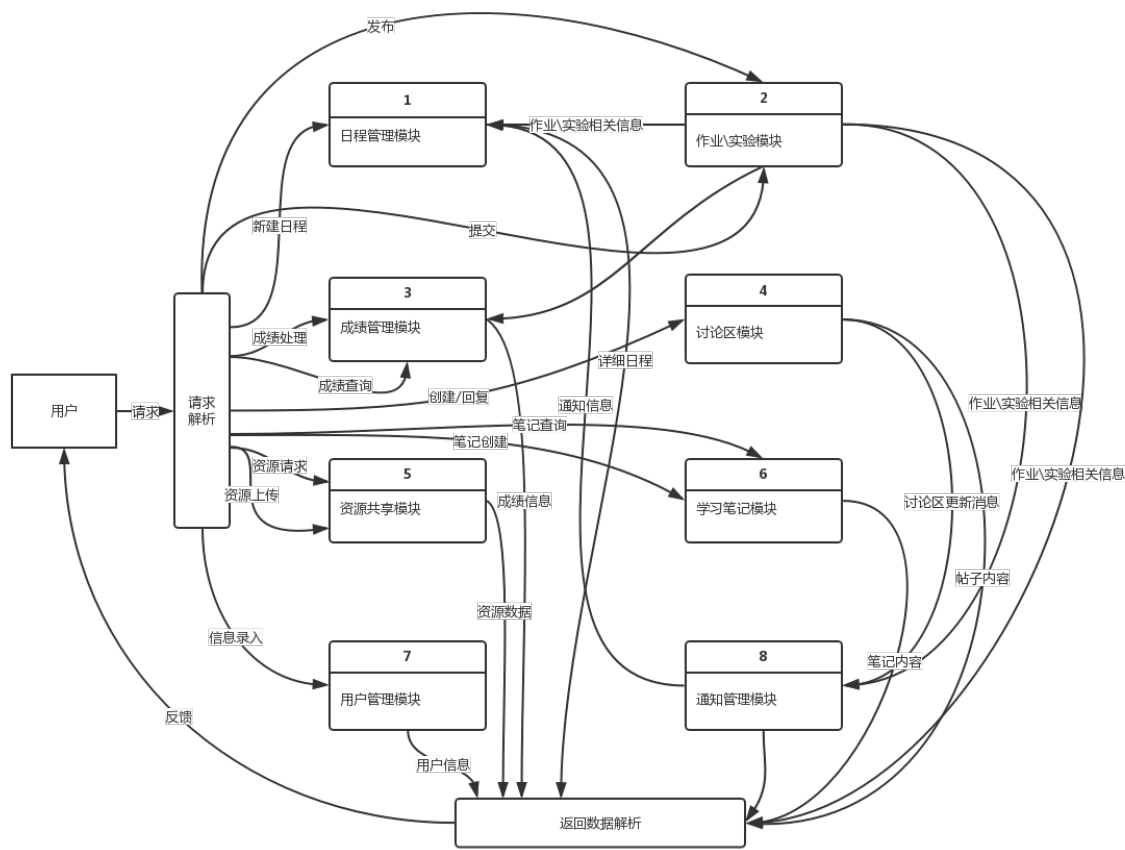 发布
1
日程管理模块
作业\实验相关信息
2
作业\实验模块
新建日程
提交
3
成绩管理模块
4
讨论区模块
成绩处理
详细日程
成绩查询
创建/回复
通知信息
作业\实验相关信息
用户
请求
请求
解析
笔记查询
笔记创建
资源请求
资源上传
5
资源共享模块
成绩信息
6
学习笔记模块
作业\实验相关信息
讨论区更新消息
帖子内容
资源数据
信息录入
7
用户管理模块
8
通知管理模块
笔记内容
反馈
用户信息
返回数据解析